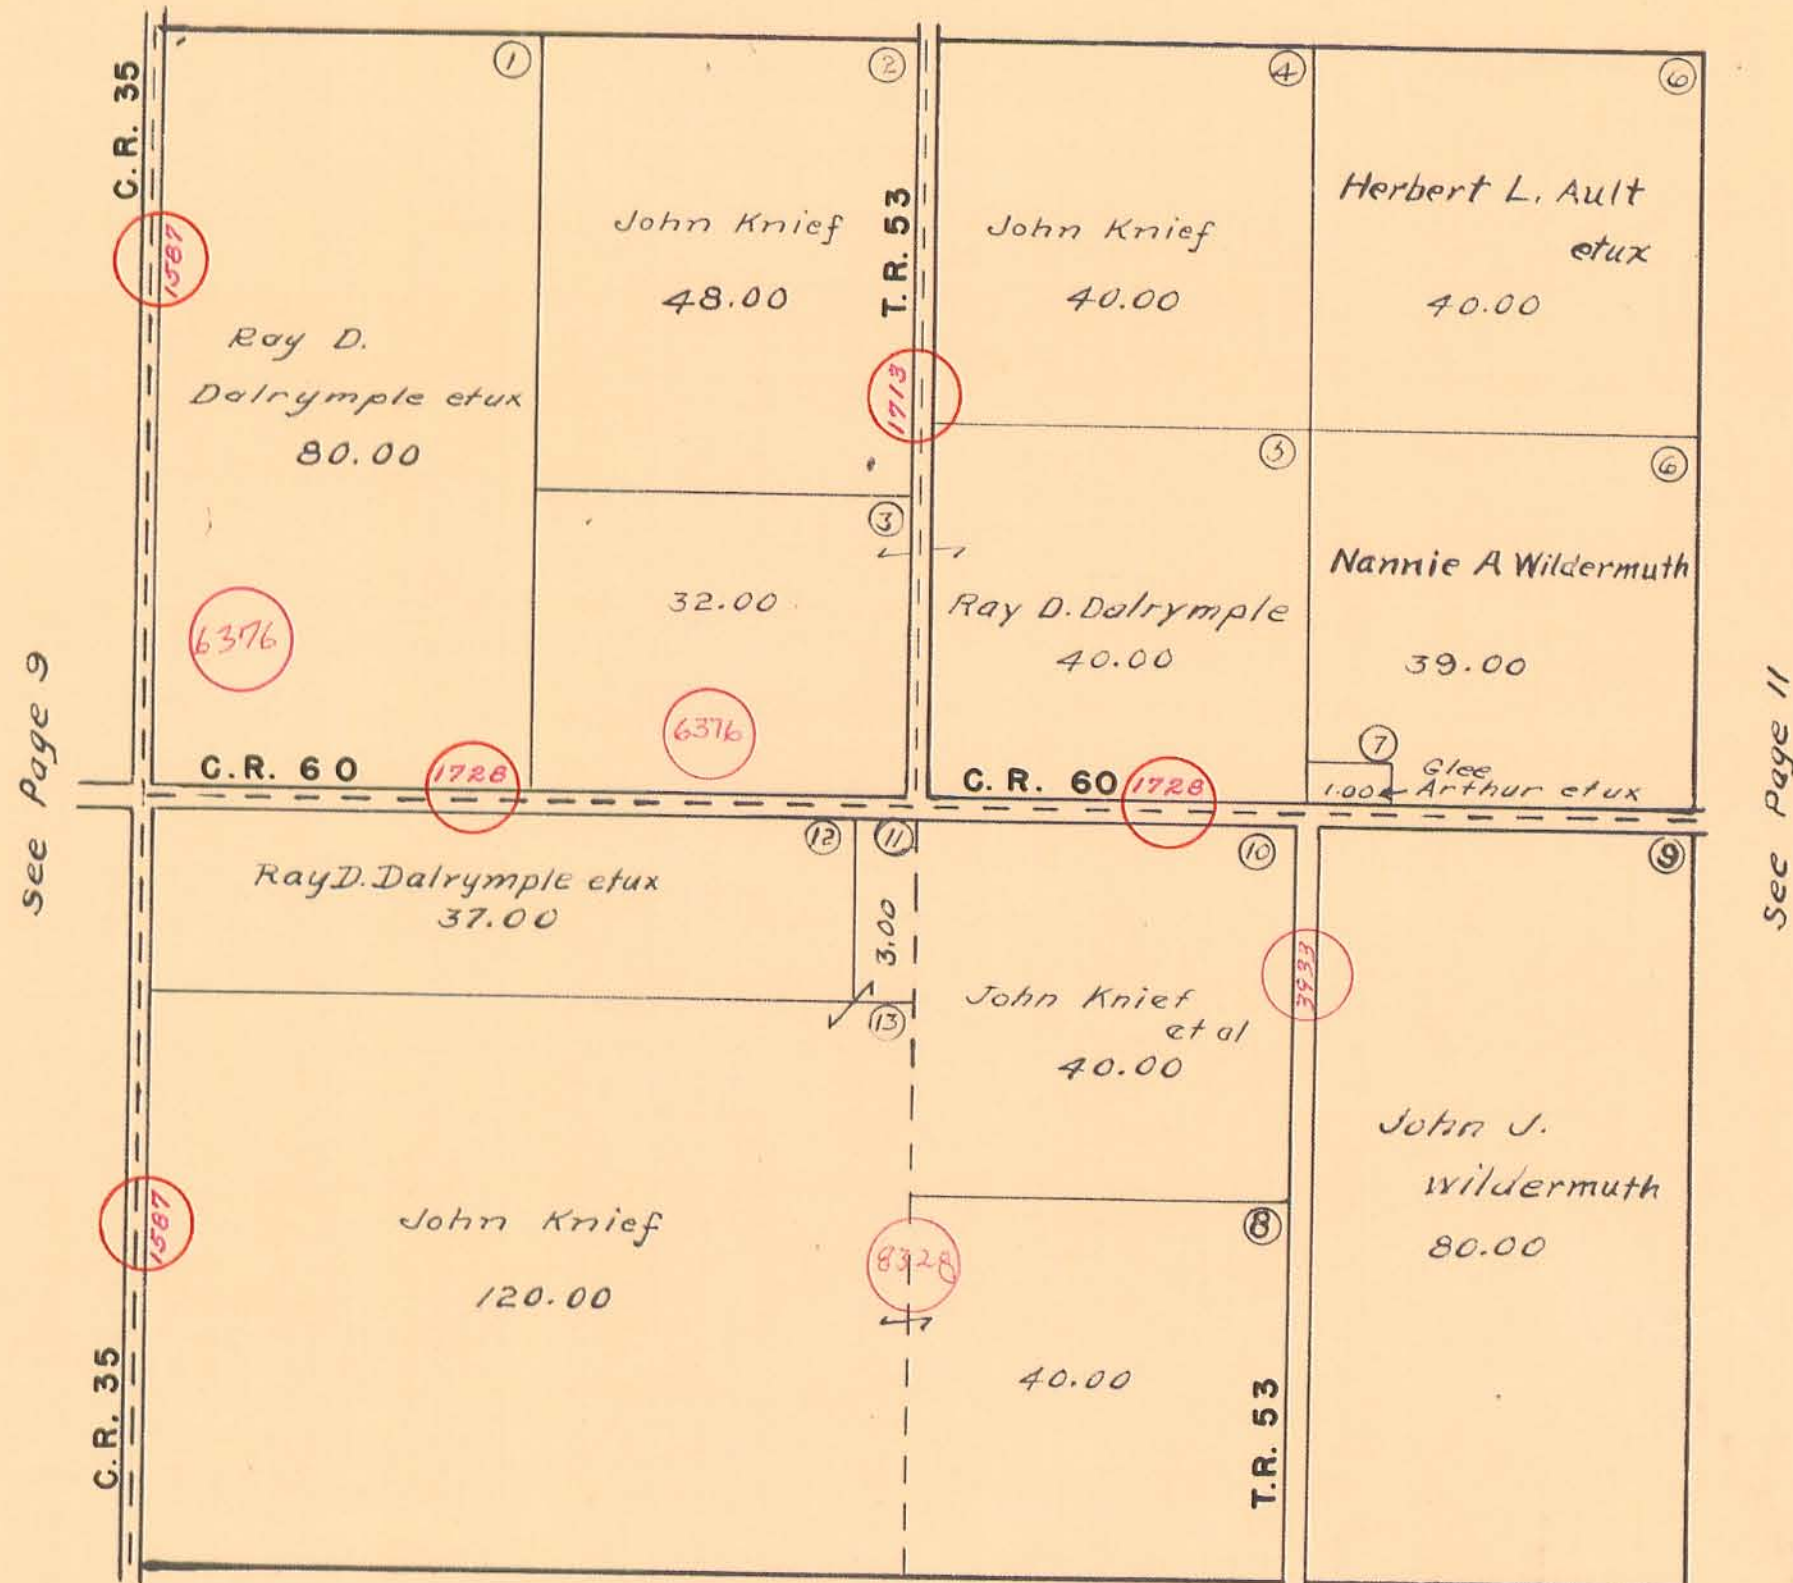 C.R. 35
1
2
4
6
John Knief
48.00
T.R. 53
John Knief
40.00
Herbert L. Ault
etux
40.00
1587
Ray D.
Dalrymple etux
80.00
1713
5
6
3
32.00
Ray D. Dalrymple
40.00
Nannie A Wildermuth
39.00
6376
6376
See Page 9
See Page 11
C.R. 60
1728
C.R. 60
1728
7
Glee
1.00 Arthur etux
12
11
10
9
Ray D. Dalrymple etux
37.00
3.00
13
John Knief
et al
40.00
3933
John J.
Wildermuth
80.00
1587
John Knief
120.00
8328
8
40.00
C.R. 35
T.R. 53